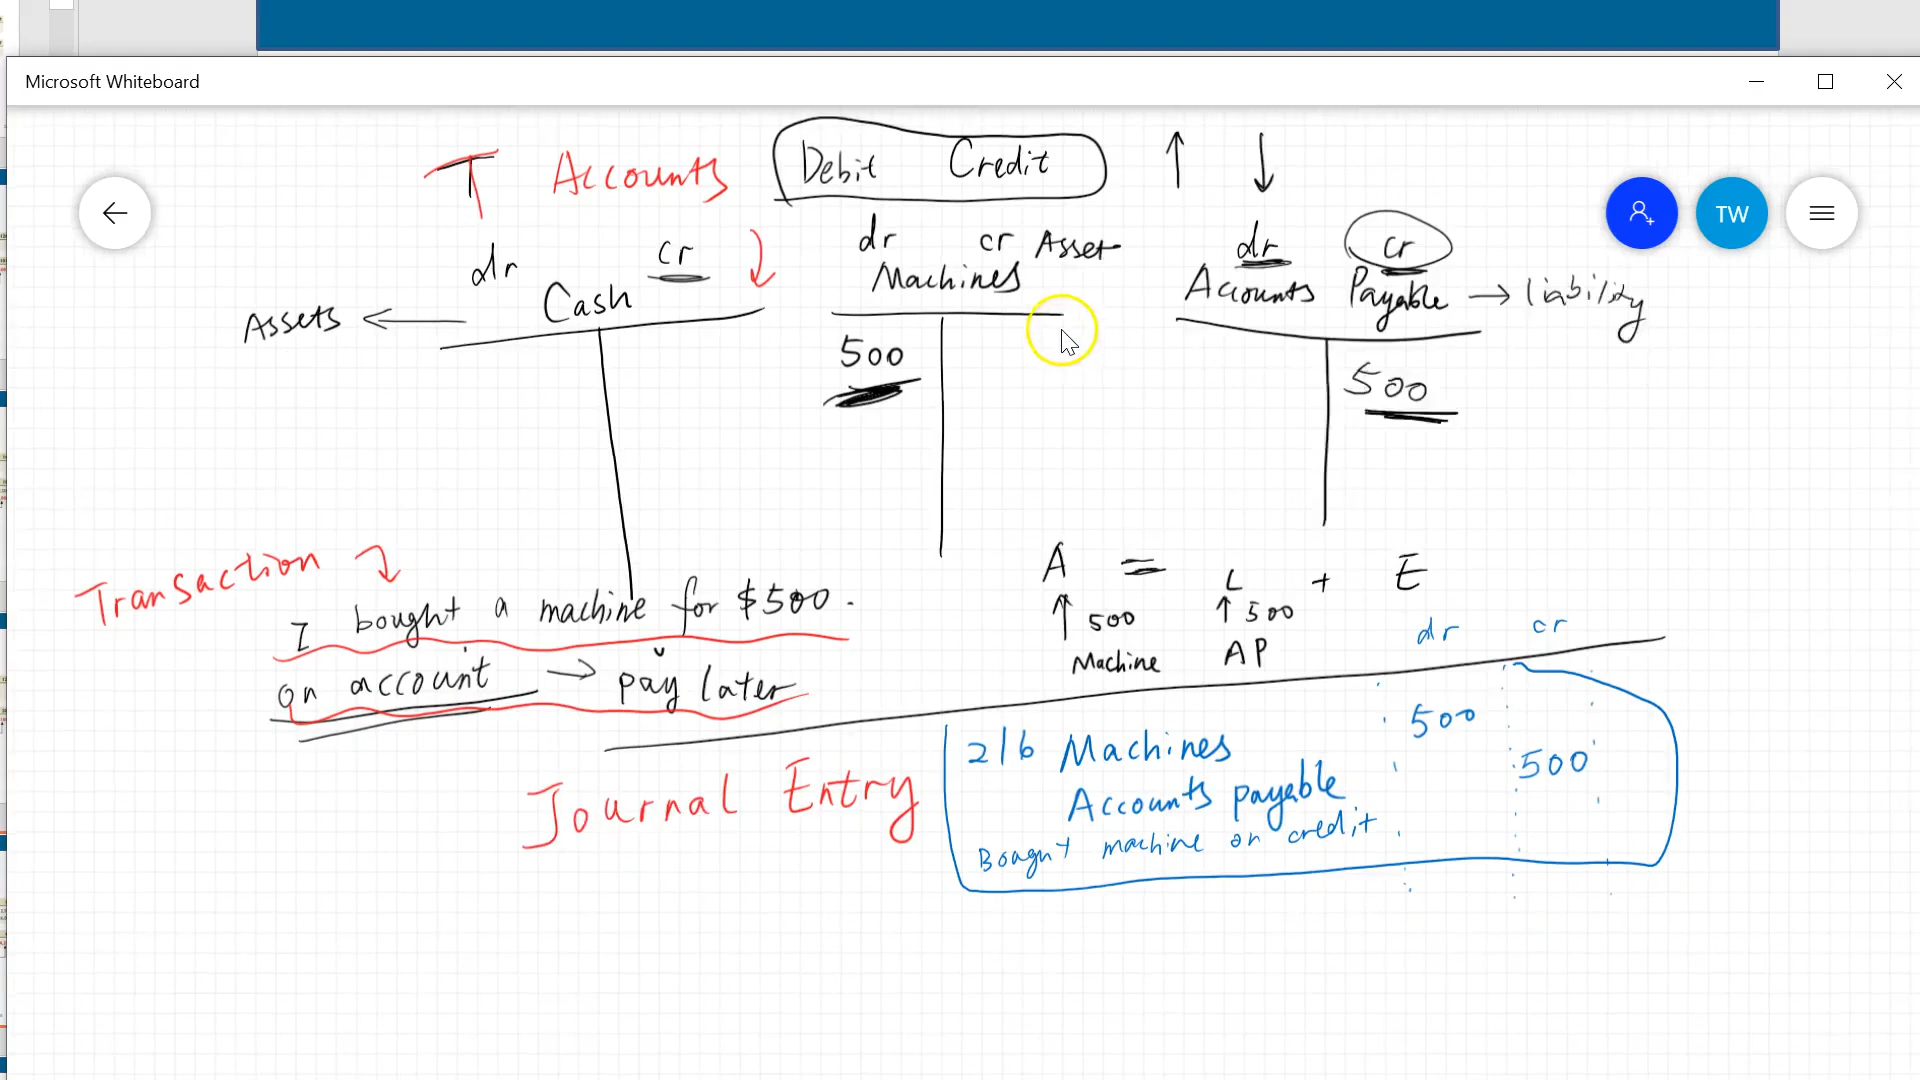 Microsoft Whiteboard
T Accounts
Debit Credit
dr cr
Cash
Assets
dr cr Asset
Machines
500
dr cr
Accounts Payable → liability
500
TW
Transaction
I bought a machine for $500.
on account → pay later
A = L + E
↑ 500 ↑ 500
Machine AP
dr cr
Journal Entry
2/6 Machines 500
Accounts payable 500
Bought machine on credit